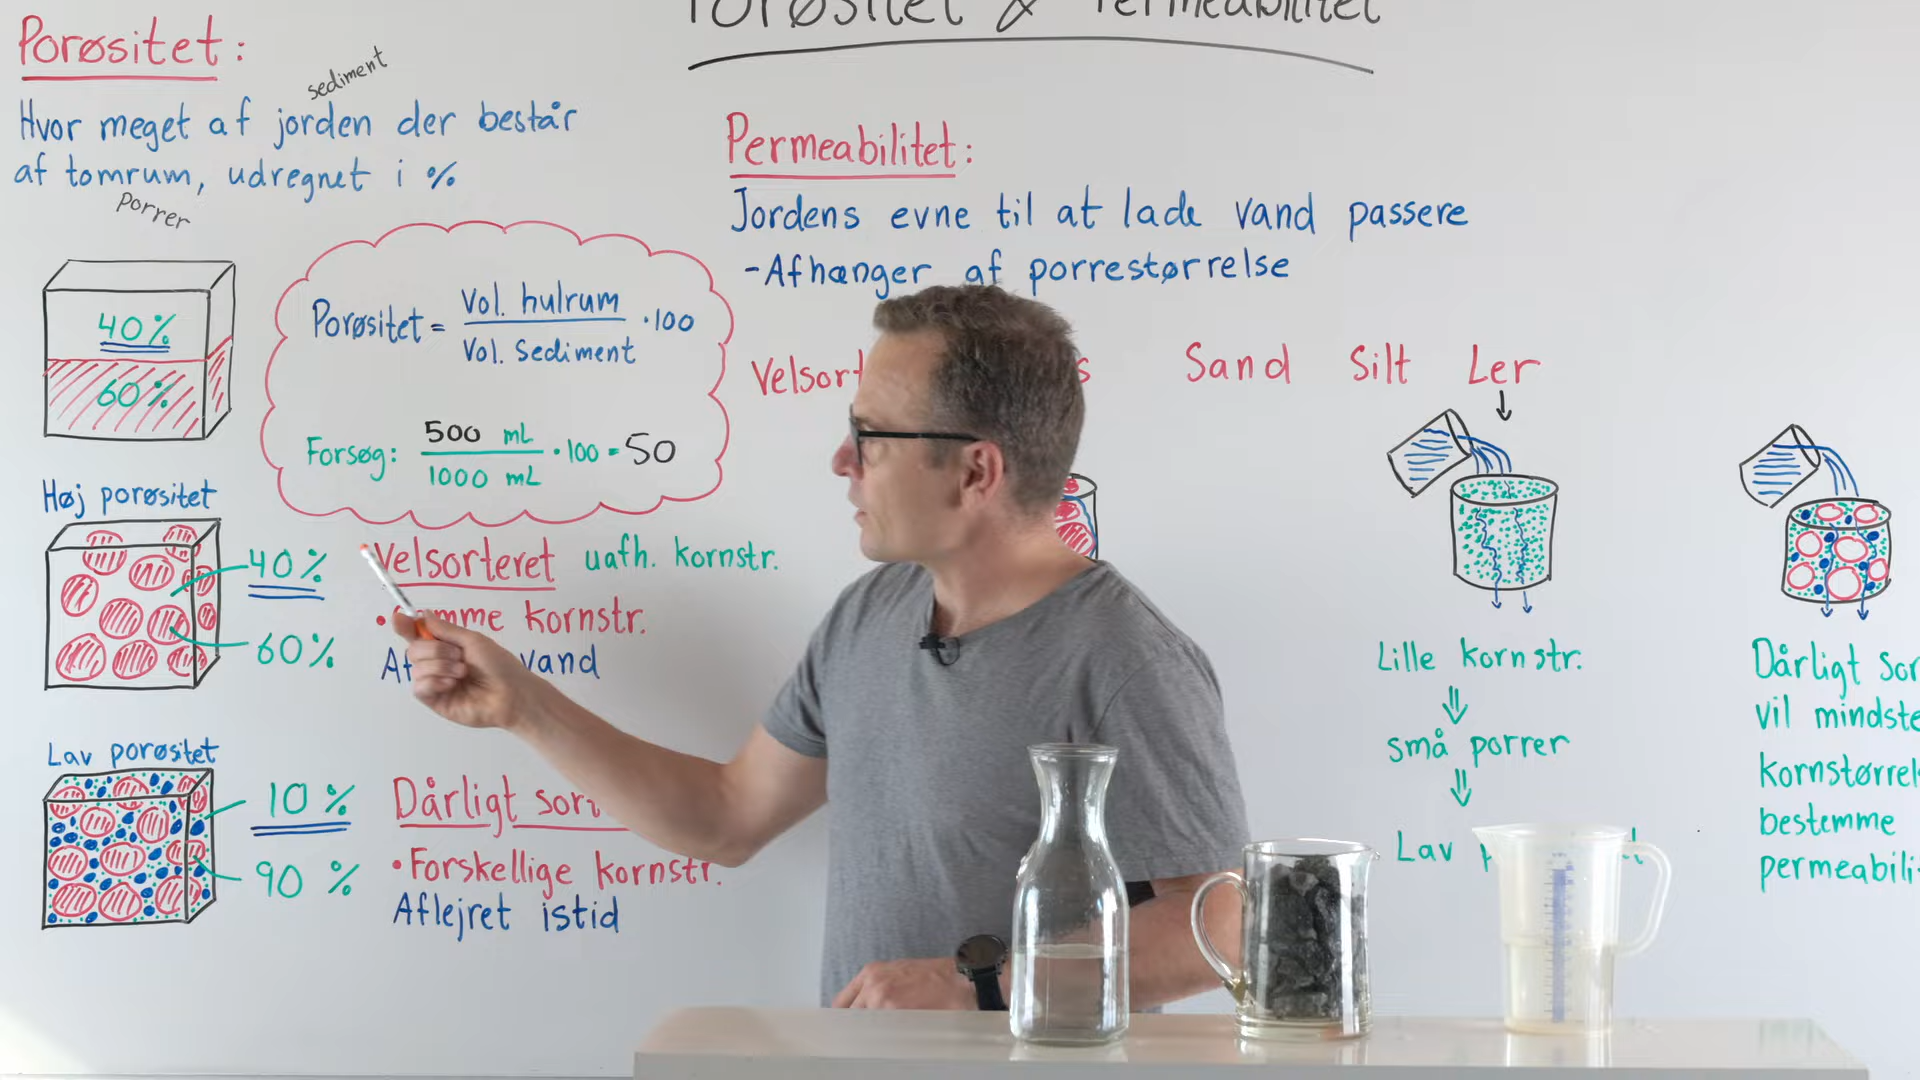 Porøsitet & Permeabilitet
Porøsitet:
sediment
Hvor meget af jorden der består
af tomrum, udregnet i %
Porrer
40%
60%
Porøsitet = Vol. hulrum / Vol. Sediment · 100
Forsøg: 500 mL / 1000 mL · 100 = 50
Høj porøsitet
40%
60%
Velsorteret uafh. kornstr.
• kornstr.
vand
Lav porøsitet
10 %
90 %
Dårligt
• Forskellige kornstr.
Aflejret istid
Permeabilitet:
Jordens evne til at lade vand passere
- Afhænger af porrestørrelse
Sand Silt Ler
Lille kornstr.
⇓
små porrer
⇓
Lav
Dårligt
vil mindste
bestemme